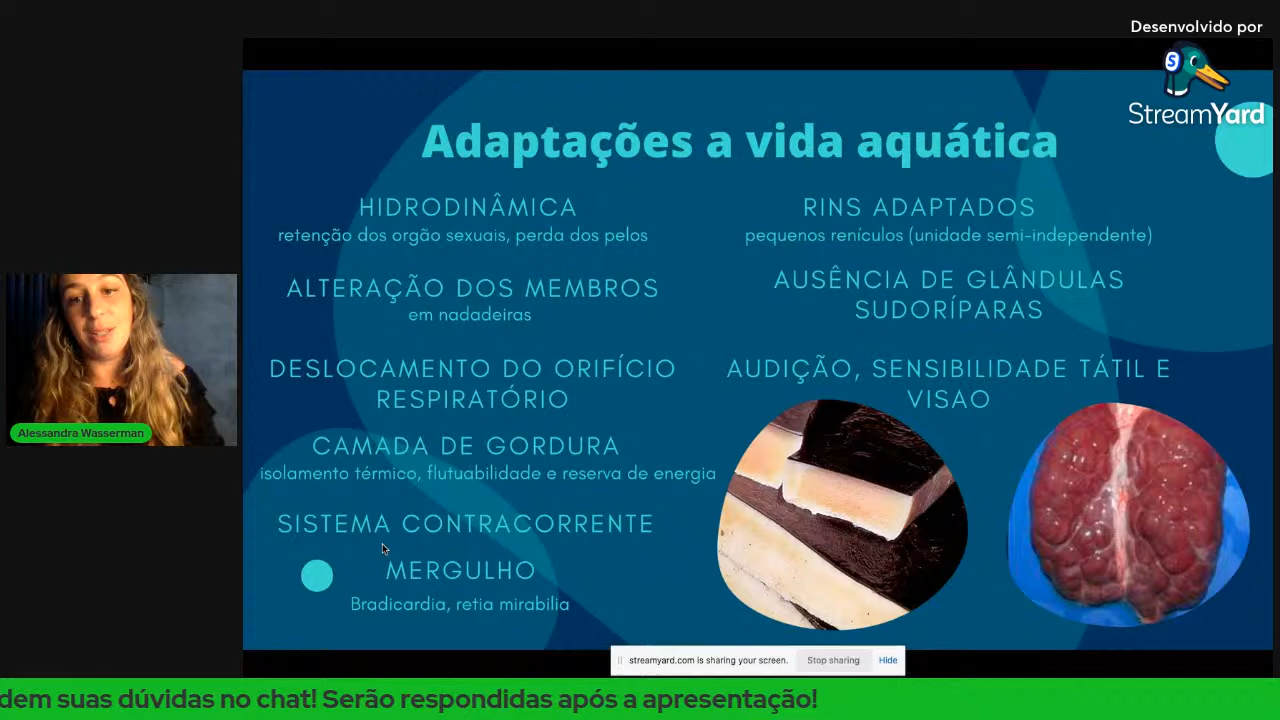 Desenvolvido por
StreamYard
Adaptações a vida aquática
HIDRODINÂMICA
retenção dos orgão sexuais, perda dos pelos
ALTERAÇÃO DOS MEMBROS
em nadadeiras
DESLOCAMENTO DO ORIFÍCIO
RESPIRATÓRIO
CAMADA DE GORDURA
isolamento térmico, flutuabilidade e reserva de energia
SISTEMA CONTRACORRENTE
MERGULHO
Bradicardia, retia mirabilia
RINS ADAPTADOS
pequenos renículos (unidade semi-independente)
AUSÊNCIA DE GLÂNDULAS
SUDORÍPARAS
AUDIÇÃO, SENSIBILIDADE TÁTIL E
VISAO
Alessandra Wasserman
streamyard.com is sharing your screen.
Stop sharing
Hide
dem suas dúvidas no chat! Serão respondidas após a apresentação!